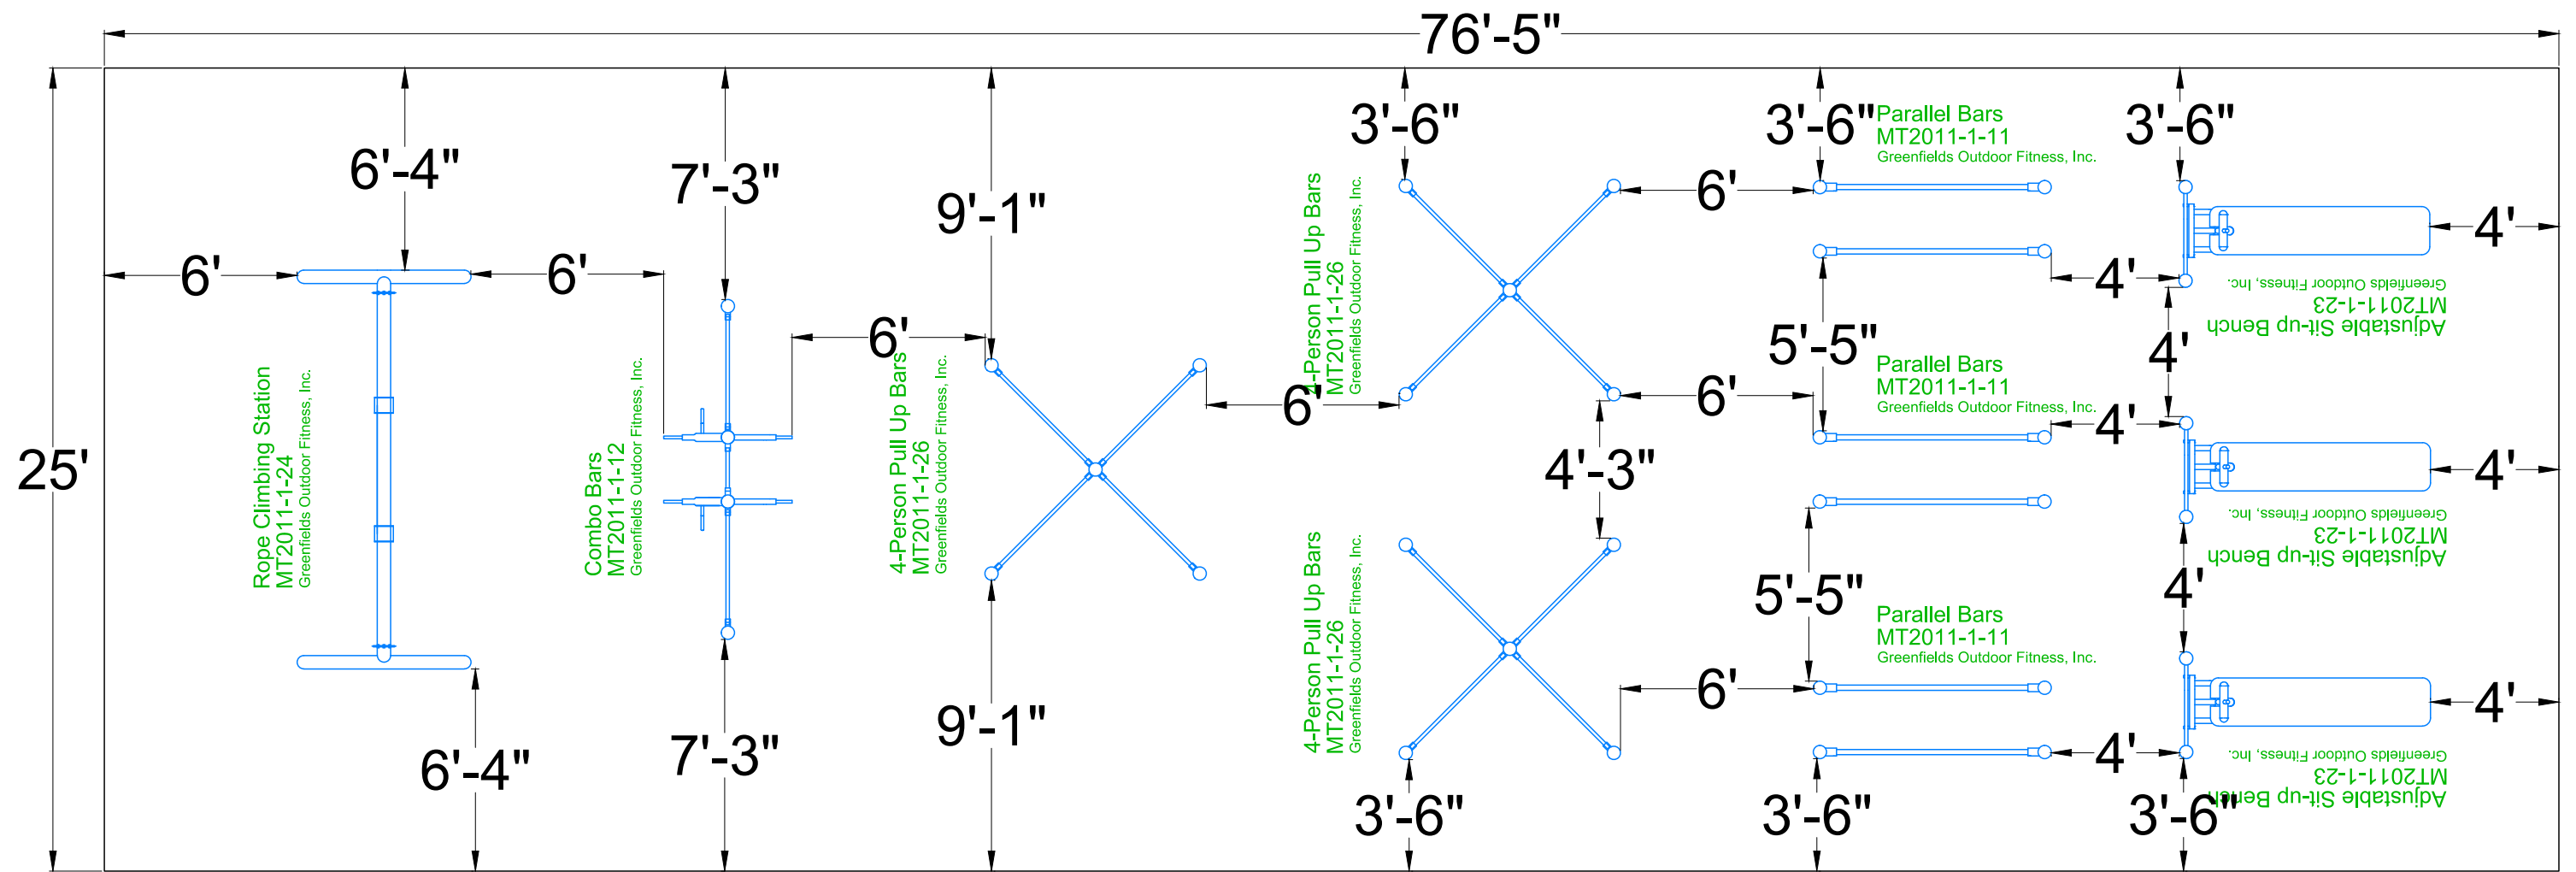 76'-5"
25'
6'
6'-4"
6'-4"
Rope Climbing Station
MT2011-1-24
Greenfields Outdoor Fitness, Inc.
6'
7'-3"
7'-3"
Combo Bars
MT2011-1-12
Greenfields Outdoor Fitness, Inc.
6'
9'-1"
9'-1"
4-Person Pull Up Bars
MT2011-1-26
Greenfields Outdoor Fitness, Inc.
6'
3'-6"
4-Person Pull Up Bars
MT2011-1-26
Greenfields Outdoor Fitness, Inc.
4'-3"
4-Person Pull Up Bars
MT2011-1-26
Greenfields Outdoor Fitness, Inc.
3'-6"
6'
6'
6'
3'-6"
Parallel Bars
MT2011-1-11
Greenfields Outdoor Fitness, Inc.
5'-5"
Parallel Bars
MT2011-1-11
Greenfields Outdoor Fitness, Inc.
5'-5"
Parallel Bars
MT2011-1-11
Greenfields Outdoor Fitness, Inc.
3'-6"
4'
4'
4'
3'-6"
4'
Adjustable Sit-up Bench
MT2011-1-23
Greenfields Outdoor Fitness, Inc.
4'
4'
Adjustable Sit-up Bench
MT2011-1-23
Greenfields Outdoor Fitness, Inc.
4'
4'
Adjustable Sit-up Bench
MT2011-1-23
Greenfields Outdoor Fitness, Inc.
3'-6"